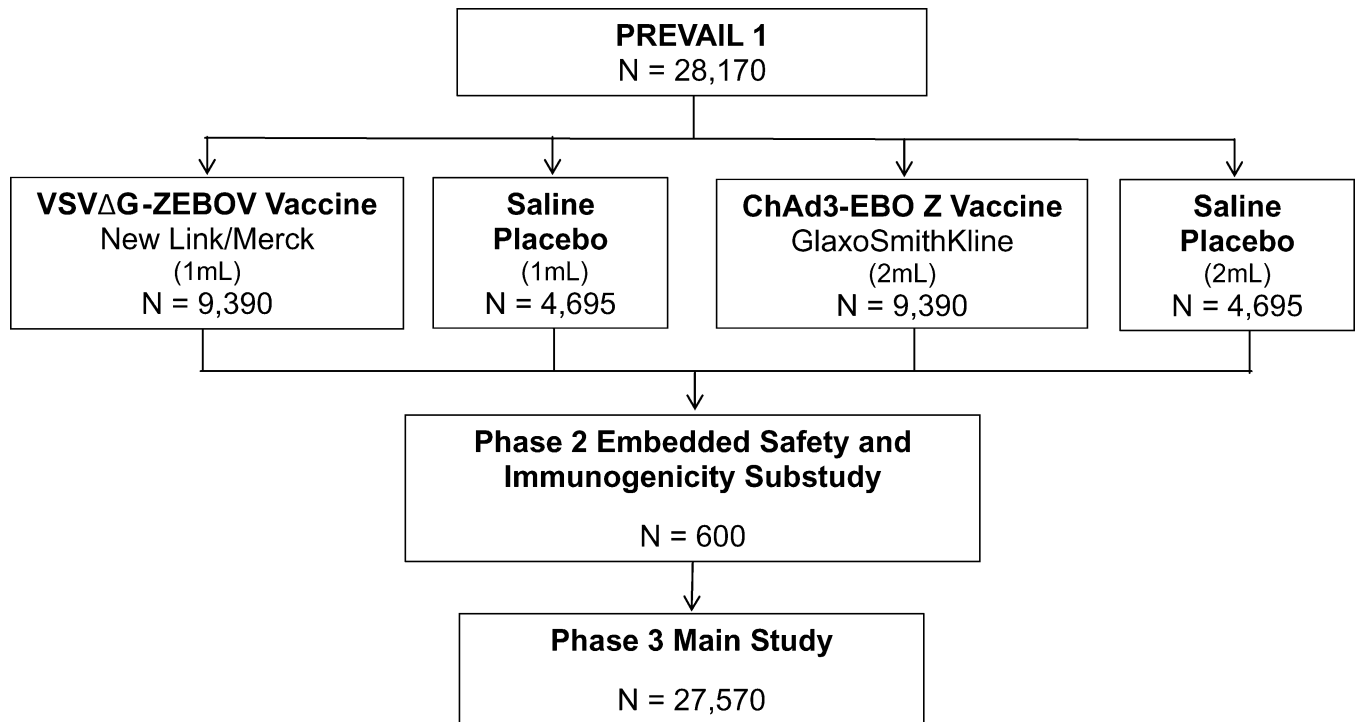 PREVAIL 1
N = 28,170
VSVΔG-ZEBOV Vaccine
New Link/Merck
(1mL)
N = 9,390
Saline
Placebo
(1mL)
N = 4,695
ChAd3-EBO Z Vaccine
GlaxoSmithKline
(2mL)
N = 9,390
Saline
Placebo
(2mL)
N = 4,695
Phase 2 Embedded Safety and
Immunogenicity Substudy
N = 600
Phase 3 Main Study
N = 27,570